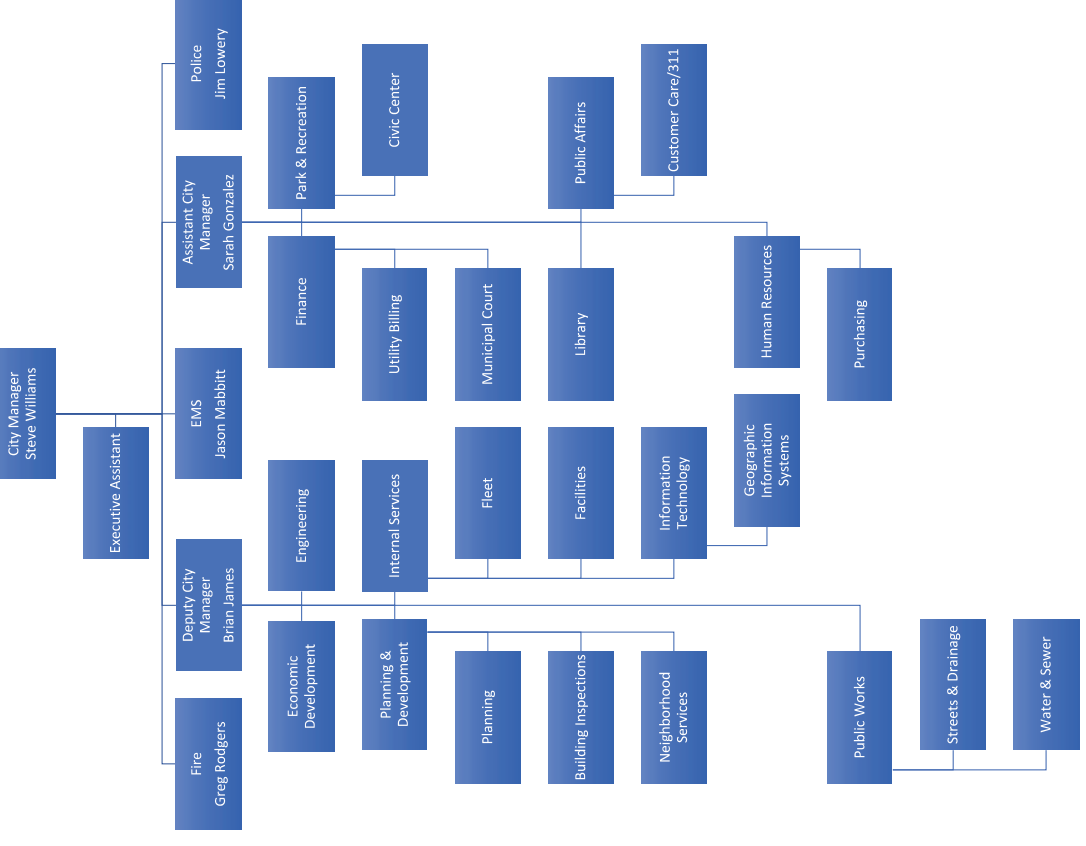 City Manager
Steve Williams
Executive Assistant
Fire
Greg Rodgers
Deputy City
Manager
Brian James
EMS
Jason Mabbitt
Assistant City
Manager
Sarah Gonzalez
Police
Jim Lowery
Economic
Development
Engineering
Finance
Park & Recreation
Planning &
Development
Internal Services
Utility Billing
Civic Center
Planning
Fleet
Municipal Court
Building Inspections
Facilities
Library
Public Affairs
Neighborhood
Services
Information
Technology
Customer Care/311
Geographic
Information
Systems
Human Resources
Public Works
Purchasing
Streets & Drainage
Water & Sewer